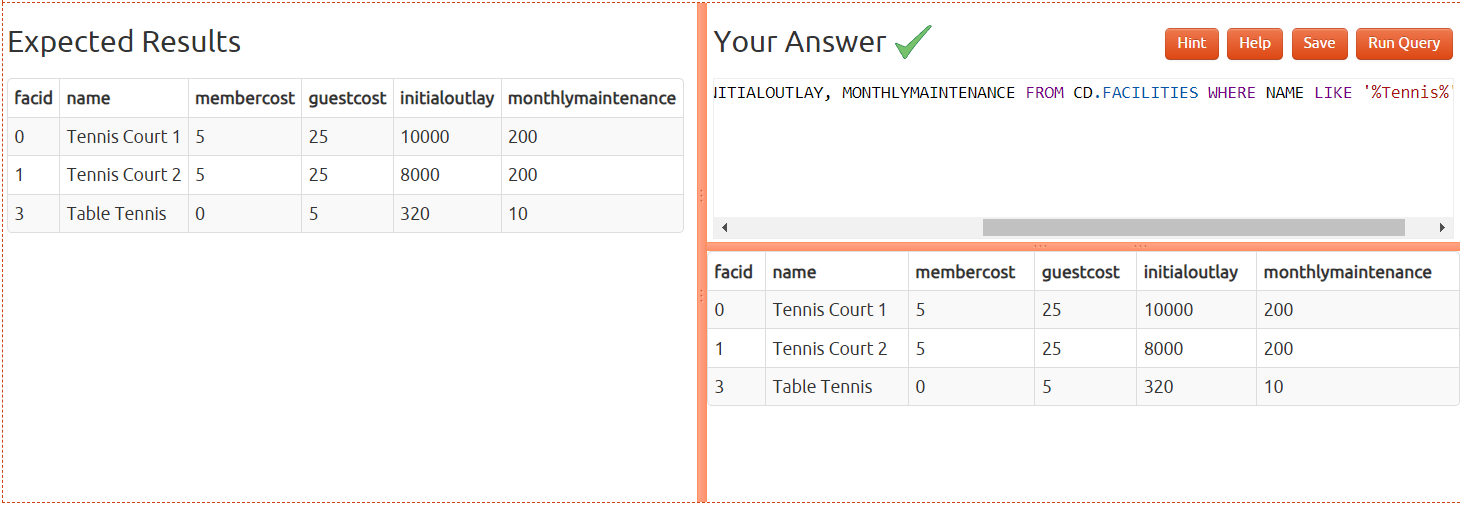 Expected Results
facid name membercost guestcost initialoutlay monthlymaintenance
0 Tennis Court 1 5 25 10000 200
1 Tennis Court 2 5 25 8000 200
3 Table Tennis 0 5 320 10
Your Answer Hint Help Save Run Query
NITIALOUTLAY, MONTHLYMAINTENANCE FROM CD.FACILITIES WHERE NAME LIKE '%Tennis%'
facid name membercost guestcost initialoutlay monthlymaintenance
0 Tennis Court 1 5 25 10000 200
1 Tennis Court 2 5 25 8000 200
3 Table Tennis 0 5 320 10